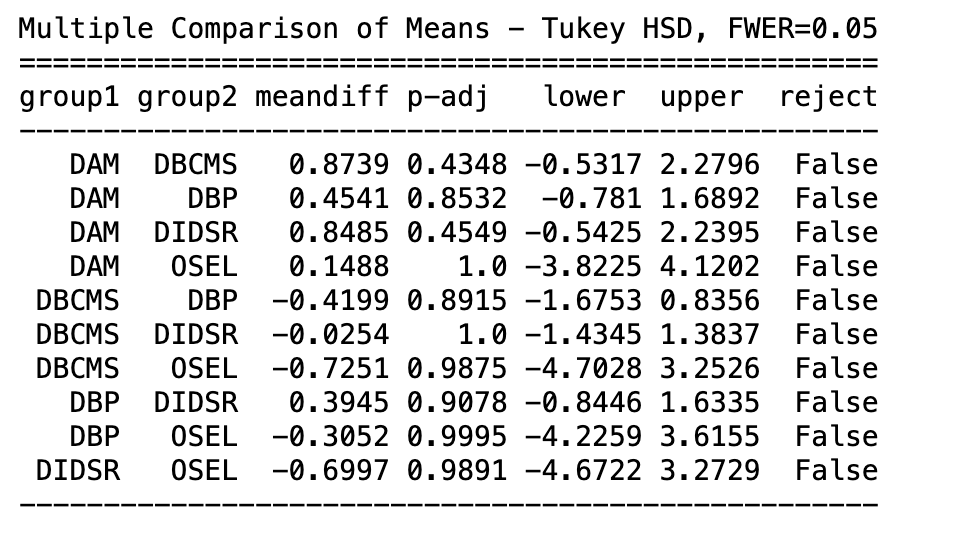 Multiple Comparison of Means - Tukey HSD, FWER=0.05
===================================================
group1 group2 meandiff p-adj   lower  upper  reject
---------------------------------------------------
   DAM  DBCMS   0.8739 0.4348 -0.5317 2.2796  False
   DAM    DBP   0.4541 0.8532  -0.781 1.6892  False
   DAM  DIDSR   0.8485 0.4549 -0.5425 2.2395  False
   DAM   OSEL   0.1488    1.0 -3.8225 4.1202  False
 DBCMS    DBP  -0.4199 0.8915 -1.6753 0.8356  False
 DBCMS  DIDSR  -0.0254    1.0 -1.4345 1.3837  False
 DBCMS   OSEL  -0.7251 0.9875 -4.7028 3.2526  False
   DBP  DIDSR   0.3945 0.9078 -0.8446 1.6335  False
   DBP   OSEL  -0.3052 0.9995 -4.2259 3.6155  False
 DIDSR   OSEL  -0.6997 0.9891 -4.6722 3.2729  False
---------------------------------------------------